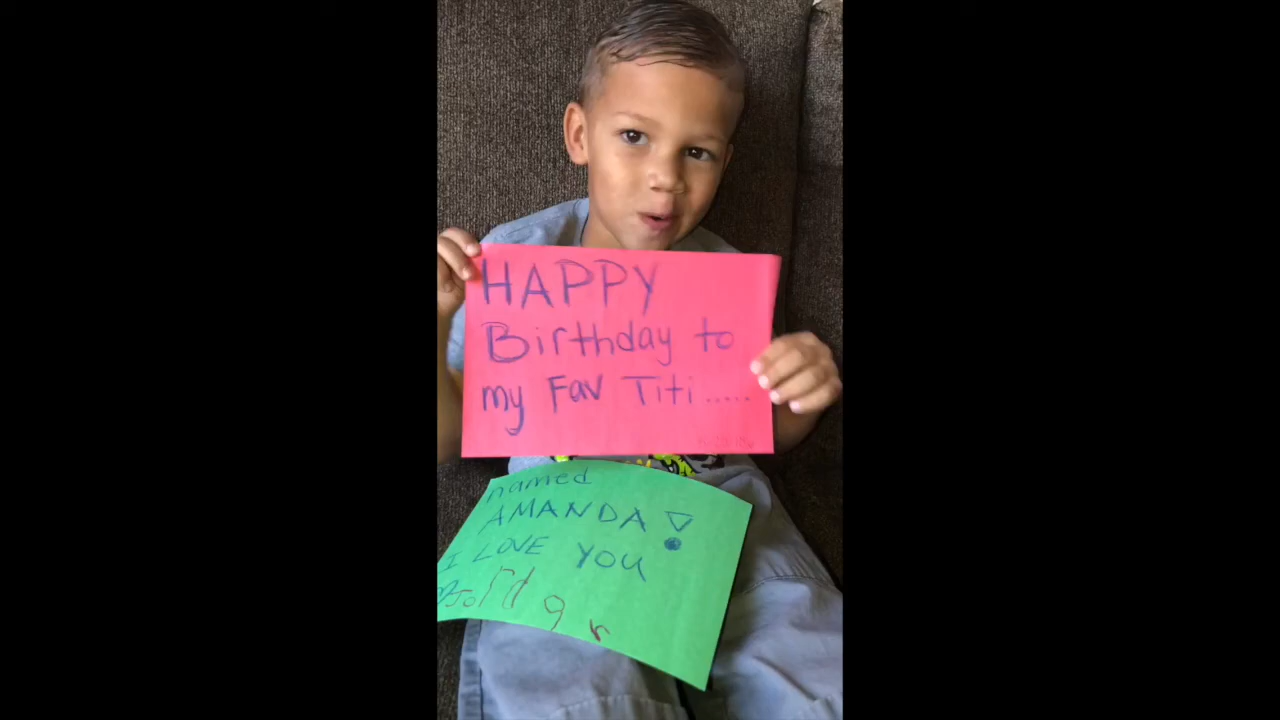 HAPPY
Birthday to
my Fav Titi.....
named
AMANDA!
I LOVE YOU